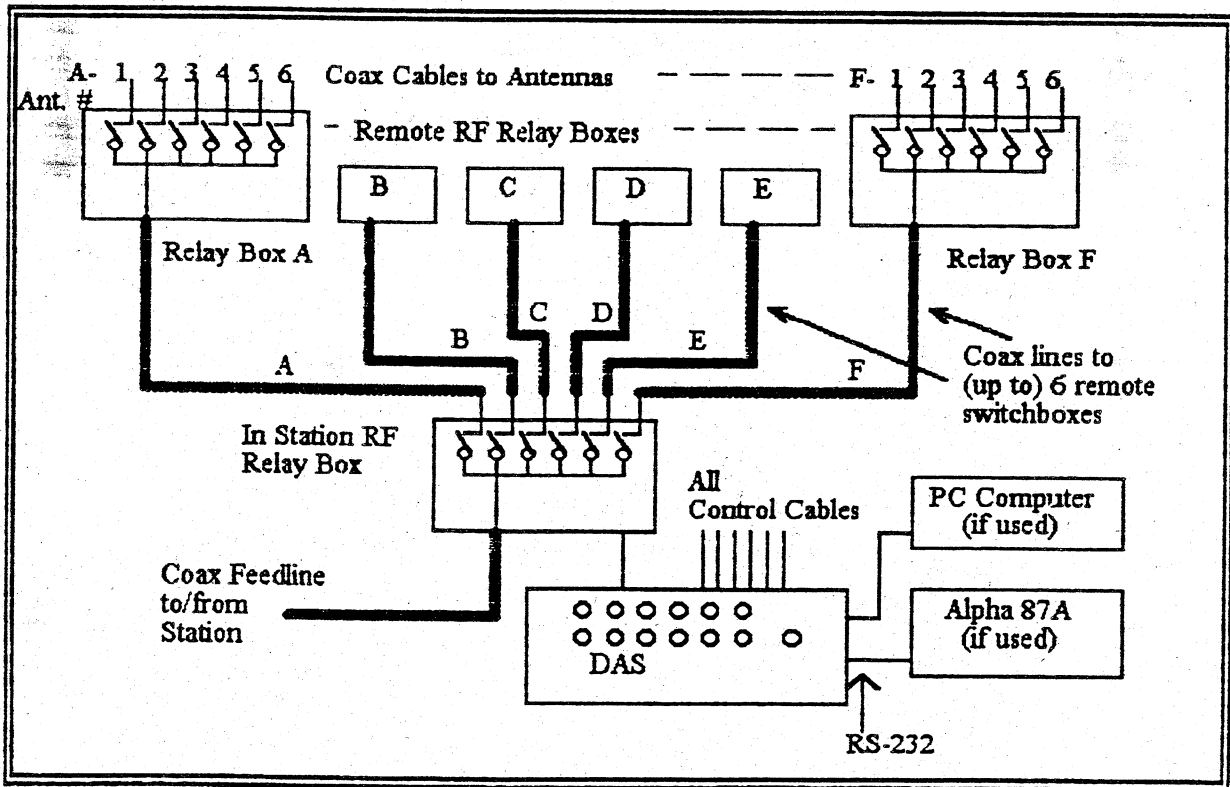 A- 1 2 3 4 5 6 Coax Cables to Antennas F- 1 2 3 4 5 6
Ant. #
- Remote RF Relay Boxes
B C D E
Relay Box A
Relay Box F
C D
B E
A F
Coax lines to
(up to) 6 remote
switchboxes
In Station RF
Relay Box
All
Control Cables
PC Computer
(if used)
Coax Feedline
to/from
Station
Alpha 87A
(if used)
DAS
RS-232